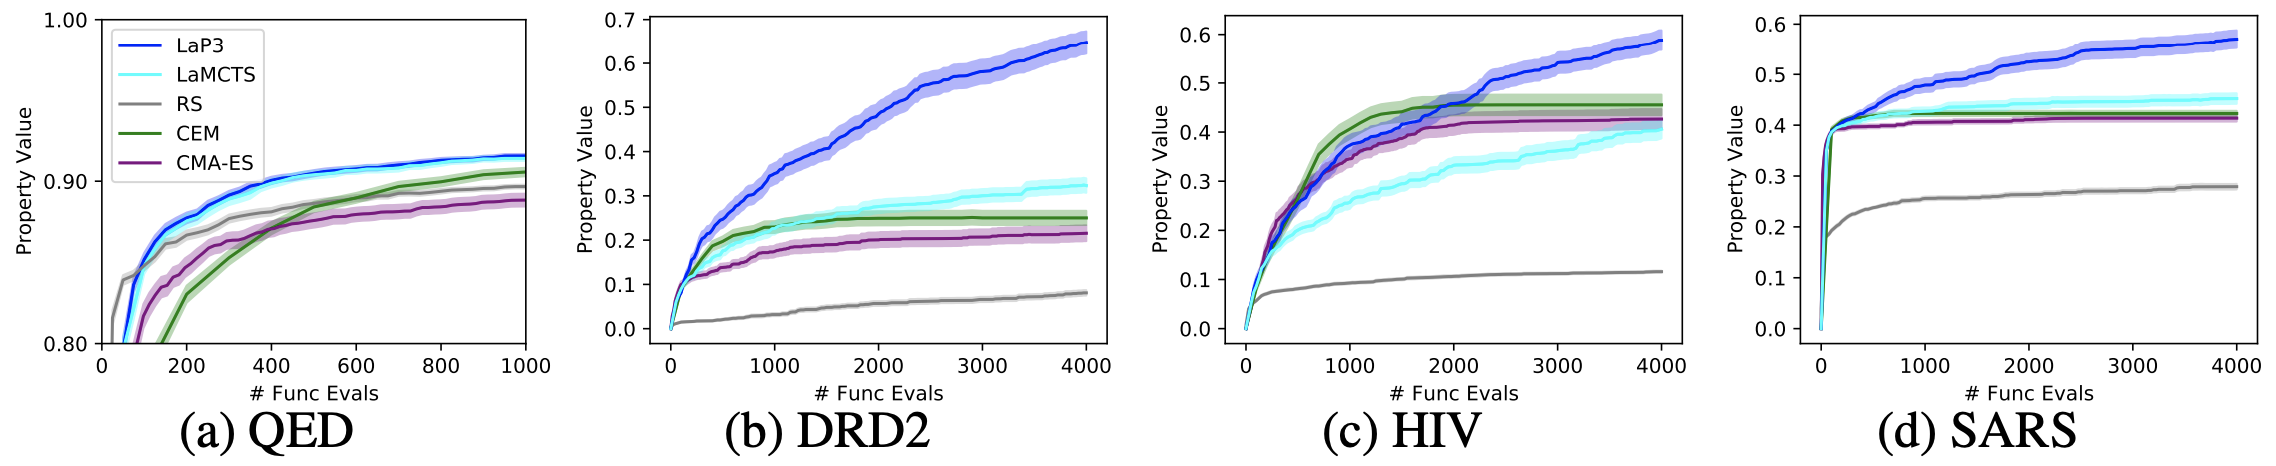 Property Value
1.00
0.90
0.80
LaP3
LaMCTS
RS
CEM
CMA-ES
0 200 400 600 800 1000
# Func Evals
(a) QED
Property Value
0.7
0.6
0.5
0.4
0.3
0.2
0.1
0.0
0 1000 2000 3000 4000
# Func Evals
(b) DRD2
Property Value
0.6
0.5
0.4
0.3
0.2
0.1
0.0
0 1000 2000 3000 4000
# Func Evals
(c) HIV
Property Value
0.6
0.5
0.4
0.3
0.2
0.1
0.0
0 1000 2000 3000 4000
# Func Evals
(d) SARS